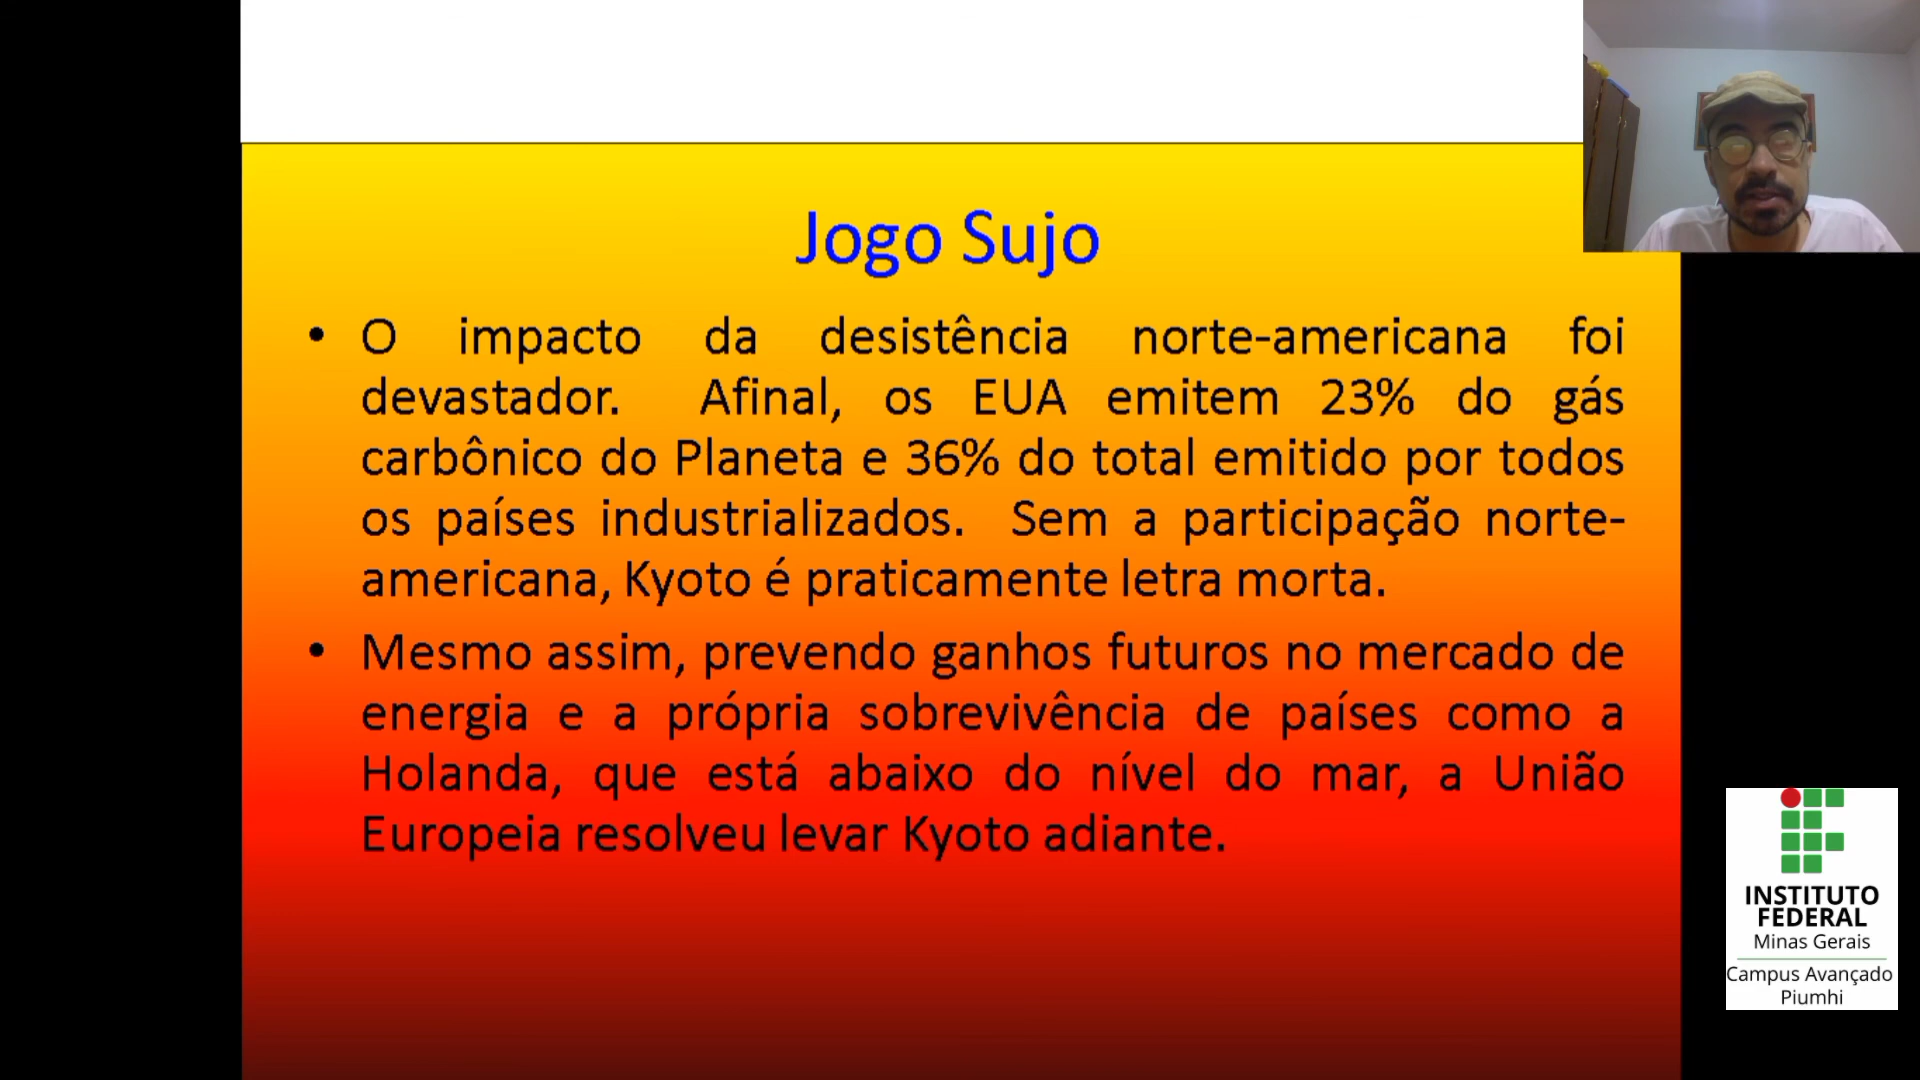 Jogo Sujo
• O impacto da desistência norte-americana foi
devastador. Afinal, os EUA emitem 23% do gás
carbônico do Planeta e 36% do total emitido por todos
os países industrializados. Sem a participação norte-
americana, Kyoto é praticamente letra morta.
• Mesmo assim, prevendo ganhos futuros no mercado de
energia e a própria sobrevivência de países como a
Holanda, que está abaixo do nível do mar, a União
Europeia resolveu levar Kyoto adiante.
INSTITUTO
FEDERAL
Minas Gerais
Campus Avançado
Piumhi